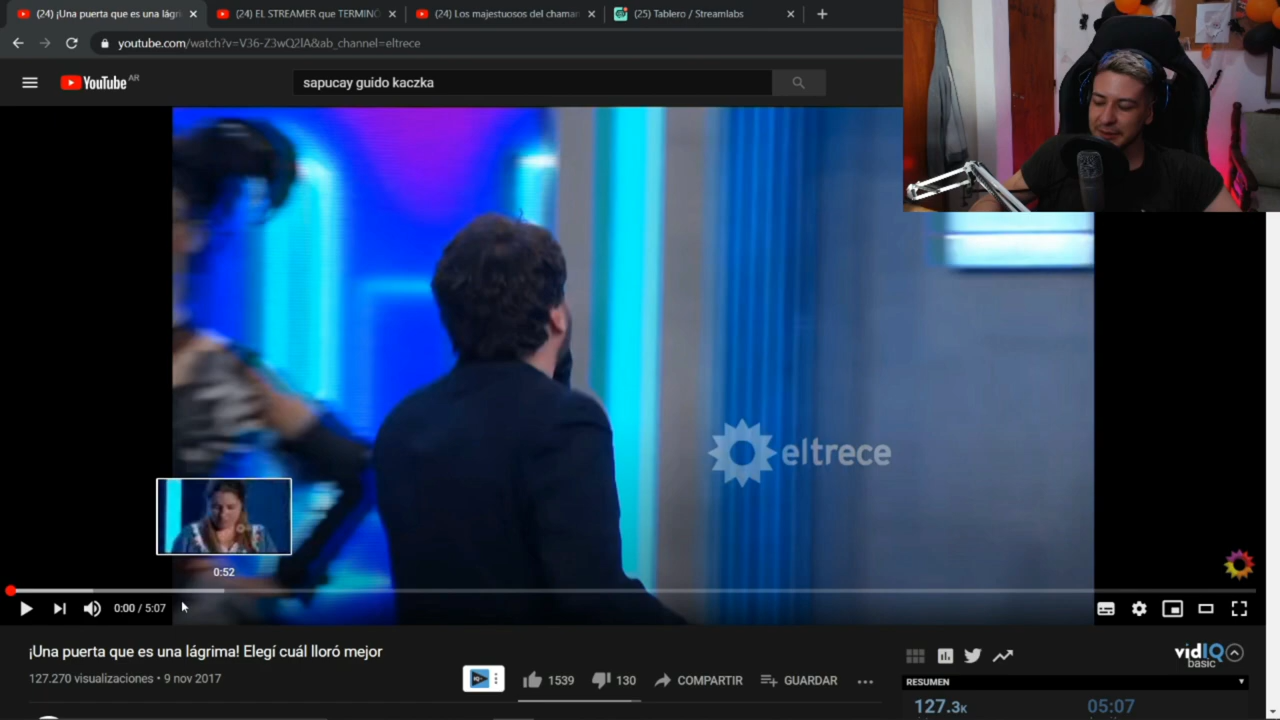 (24) ¡Una puerta que es una lágri
(24) EL STREAMER que TERMINÓ
(24) Los majestuosos del chamam
(25) Tablero / Streamlabs
youtube.com/watch?v=V36-Z3wQ2lA&ab_channel=eltrece
YouTube AR
sapucay guido kaczka
eltrece
0:52
0:00 / 5:07
¡Una puerta que es una lágrima! Elegí cuál lloró mejor
127.270 visualizaciones • 9 nov 2017
1539
130
COMPARTIR
GUARDAR
vidIQ
basic
RESUMEN
127.3K
05:07